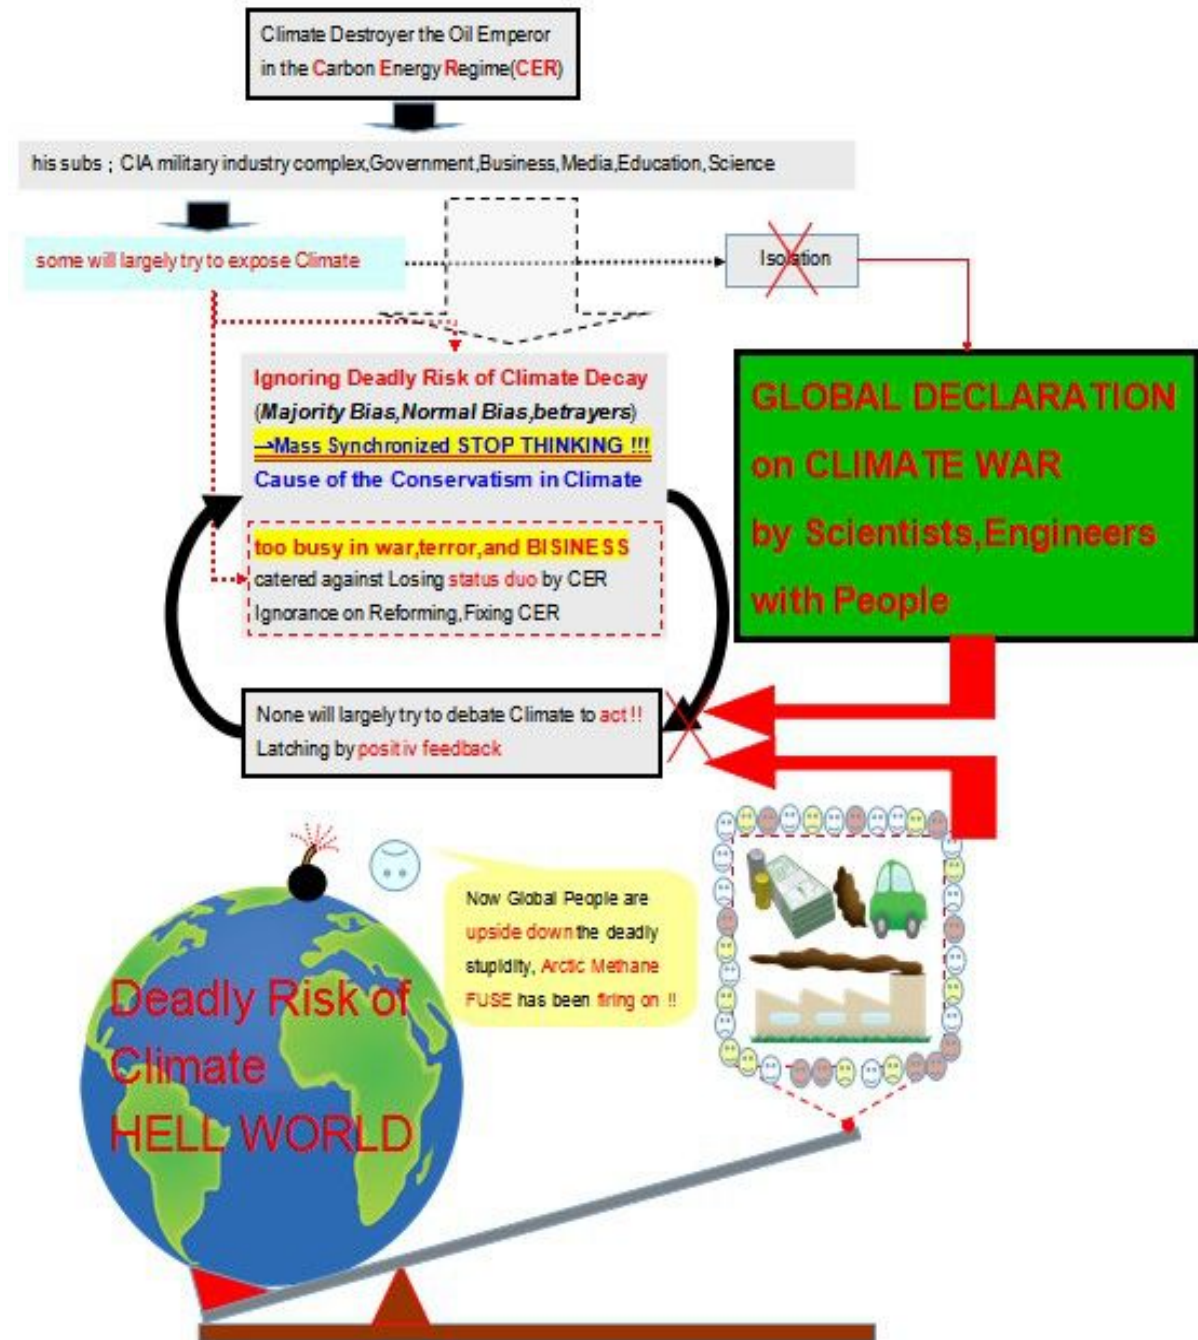 Climate Destroyer the Oil Emperor
in the Carbon Energy Regime(CER)
his subs ; CIA military industry complex,Government,Business,Media,Education,Science
some will largely try to expose Climate
Isolation
Ignoring Deadly Risk of Climate Decay
(Majority Bias,Normal Bias,betrayers)
→Mass Synchronized STOP THINKING !!!
Cause of the Conservatism in Climate
too busy in war,terror,and BISINESS
catered against Losing status duo by CER
Ignorance on Reforming,Fixing CER
GLOBAL DECLARATION
on CLIMATE WAR
by Scientists,Engineers
with People
None will largely try to debate Climate to act !!
Latching by positiv feedback
Now Global People are
upside down the deadly
stupidity, Arctic Methane
FUSE has been firing on !!
Deadly Risk of
Climate
HELL WORLD